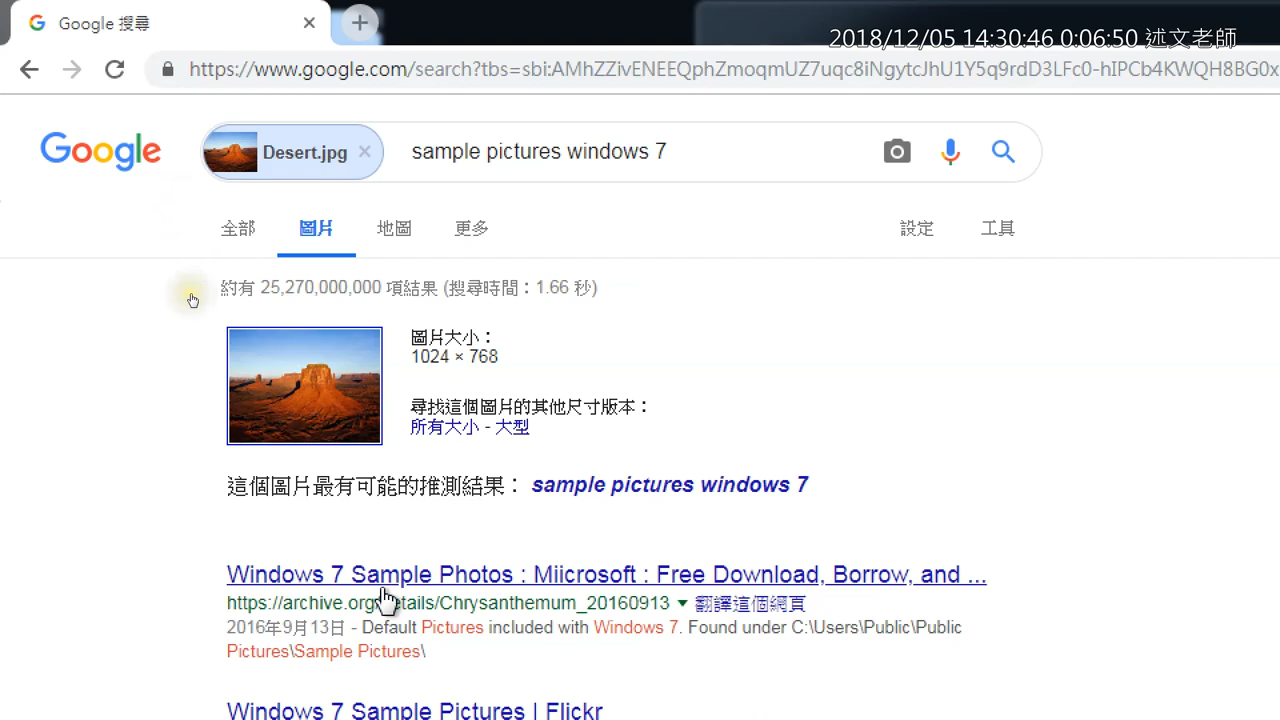 Google 搜尋
2018/12/05 14:30:46 0:06:50 述文老師
https://www.google.com/search?tbs=sbi:AMhZZivENEEQphZmoqmUZ7uqc8iNgytcJhU1Y5q9rdD3LFc0-hIPCb4KWQH8BG0x
Google
Desert.jpg
sample pictures windows 7
全部 圖片 地圖 更多 設定 工具
約有 25,270,000,000 項結果 (搜尋時間：1.66 秒)
圖片大小：
1024 × 768
尋找這個圖片的其他尺寸版本：
所有大小 - 大型
這個圖片最有可能的推測結果： sample pictures windows 7
Windows 7 Sample Photos : Miicrosoft : Free Download, Borrow, and ...
https://archive.org/details/Chrysanthemum_20160913 翻譯這個網頁
2016年9月13日 - Default Pictures included with Windows 7. Found under C:\Users\Public\Public
Pictures\Sample Pictures\
Windows 7 Sample Pictures | Flickr